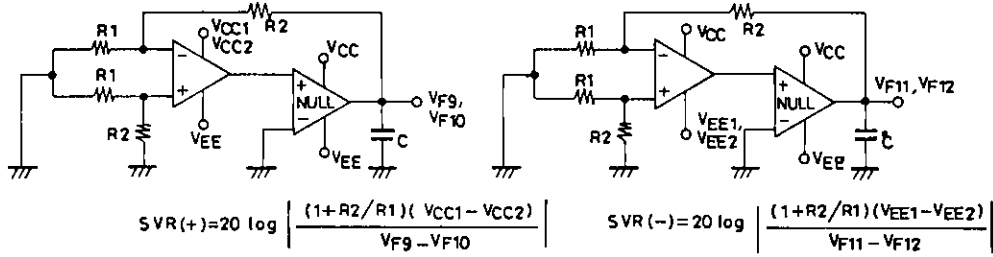 R2
R1
VCC1
VCC2
VCC
−
+
R1
+
NULL
−
VF9,
VF10
R2
VEE
VEE
C
R2
R1
VCC
VCC
−
+
R1
+
NULL
−
VF11, VF12
R2
VEE1,
VEE2
VEE
C
SVR(+)=20 log | (1+R2/R1)(VCC1−VCC2) / VF9−VF10 |
SVR(−)=20 log | (1+R2/R1)(VEE1−VEE2) / VF11−VF12 |